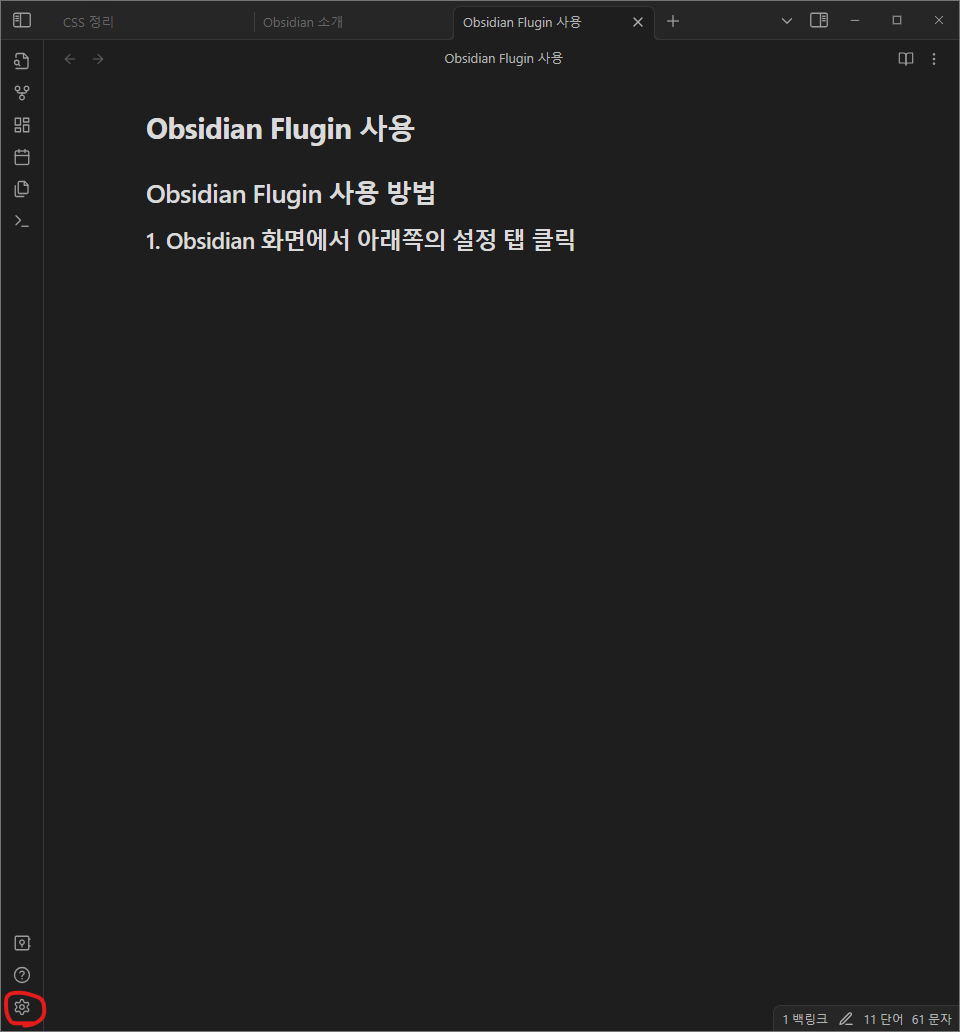 CSS 정리
Obsidian 소개
Obsidian Flugin 사용
Obsidian Flugin 사용
Obsidian Flugin 사용
Obsidian Flugin 사용 방법
1. Obsidian 화면에서 아래쪽의 설정 탭 클릭
1 백링크 11 단어 61 문자